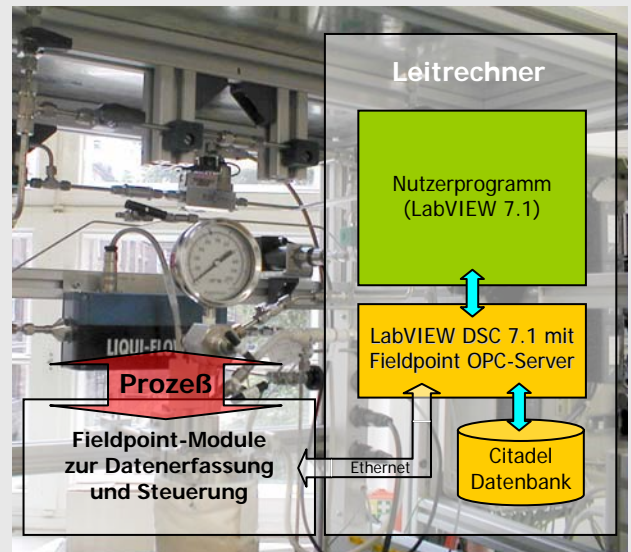 Leitrechner
Nutzerprogramm
(LabVIEW 7.1)
LabVIEW DSC 7.1 mit
Fieldpoint OPC-Server
LIQUI-FLOW
Prozeß
Fieldpoint-Module
zur Datenerfassung
und Steuerung
Ethernet
Citadel
Datenbank